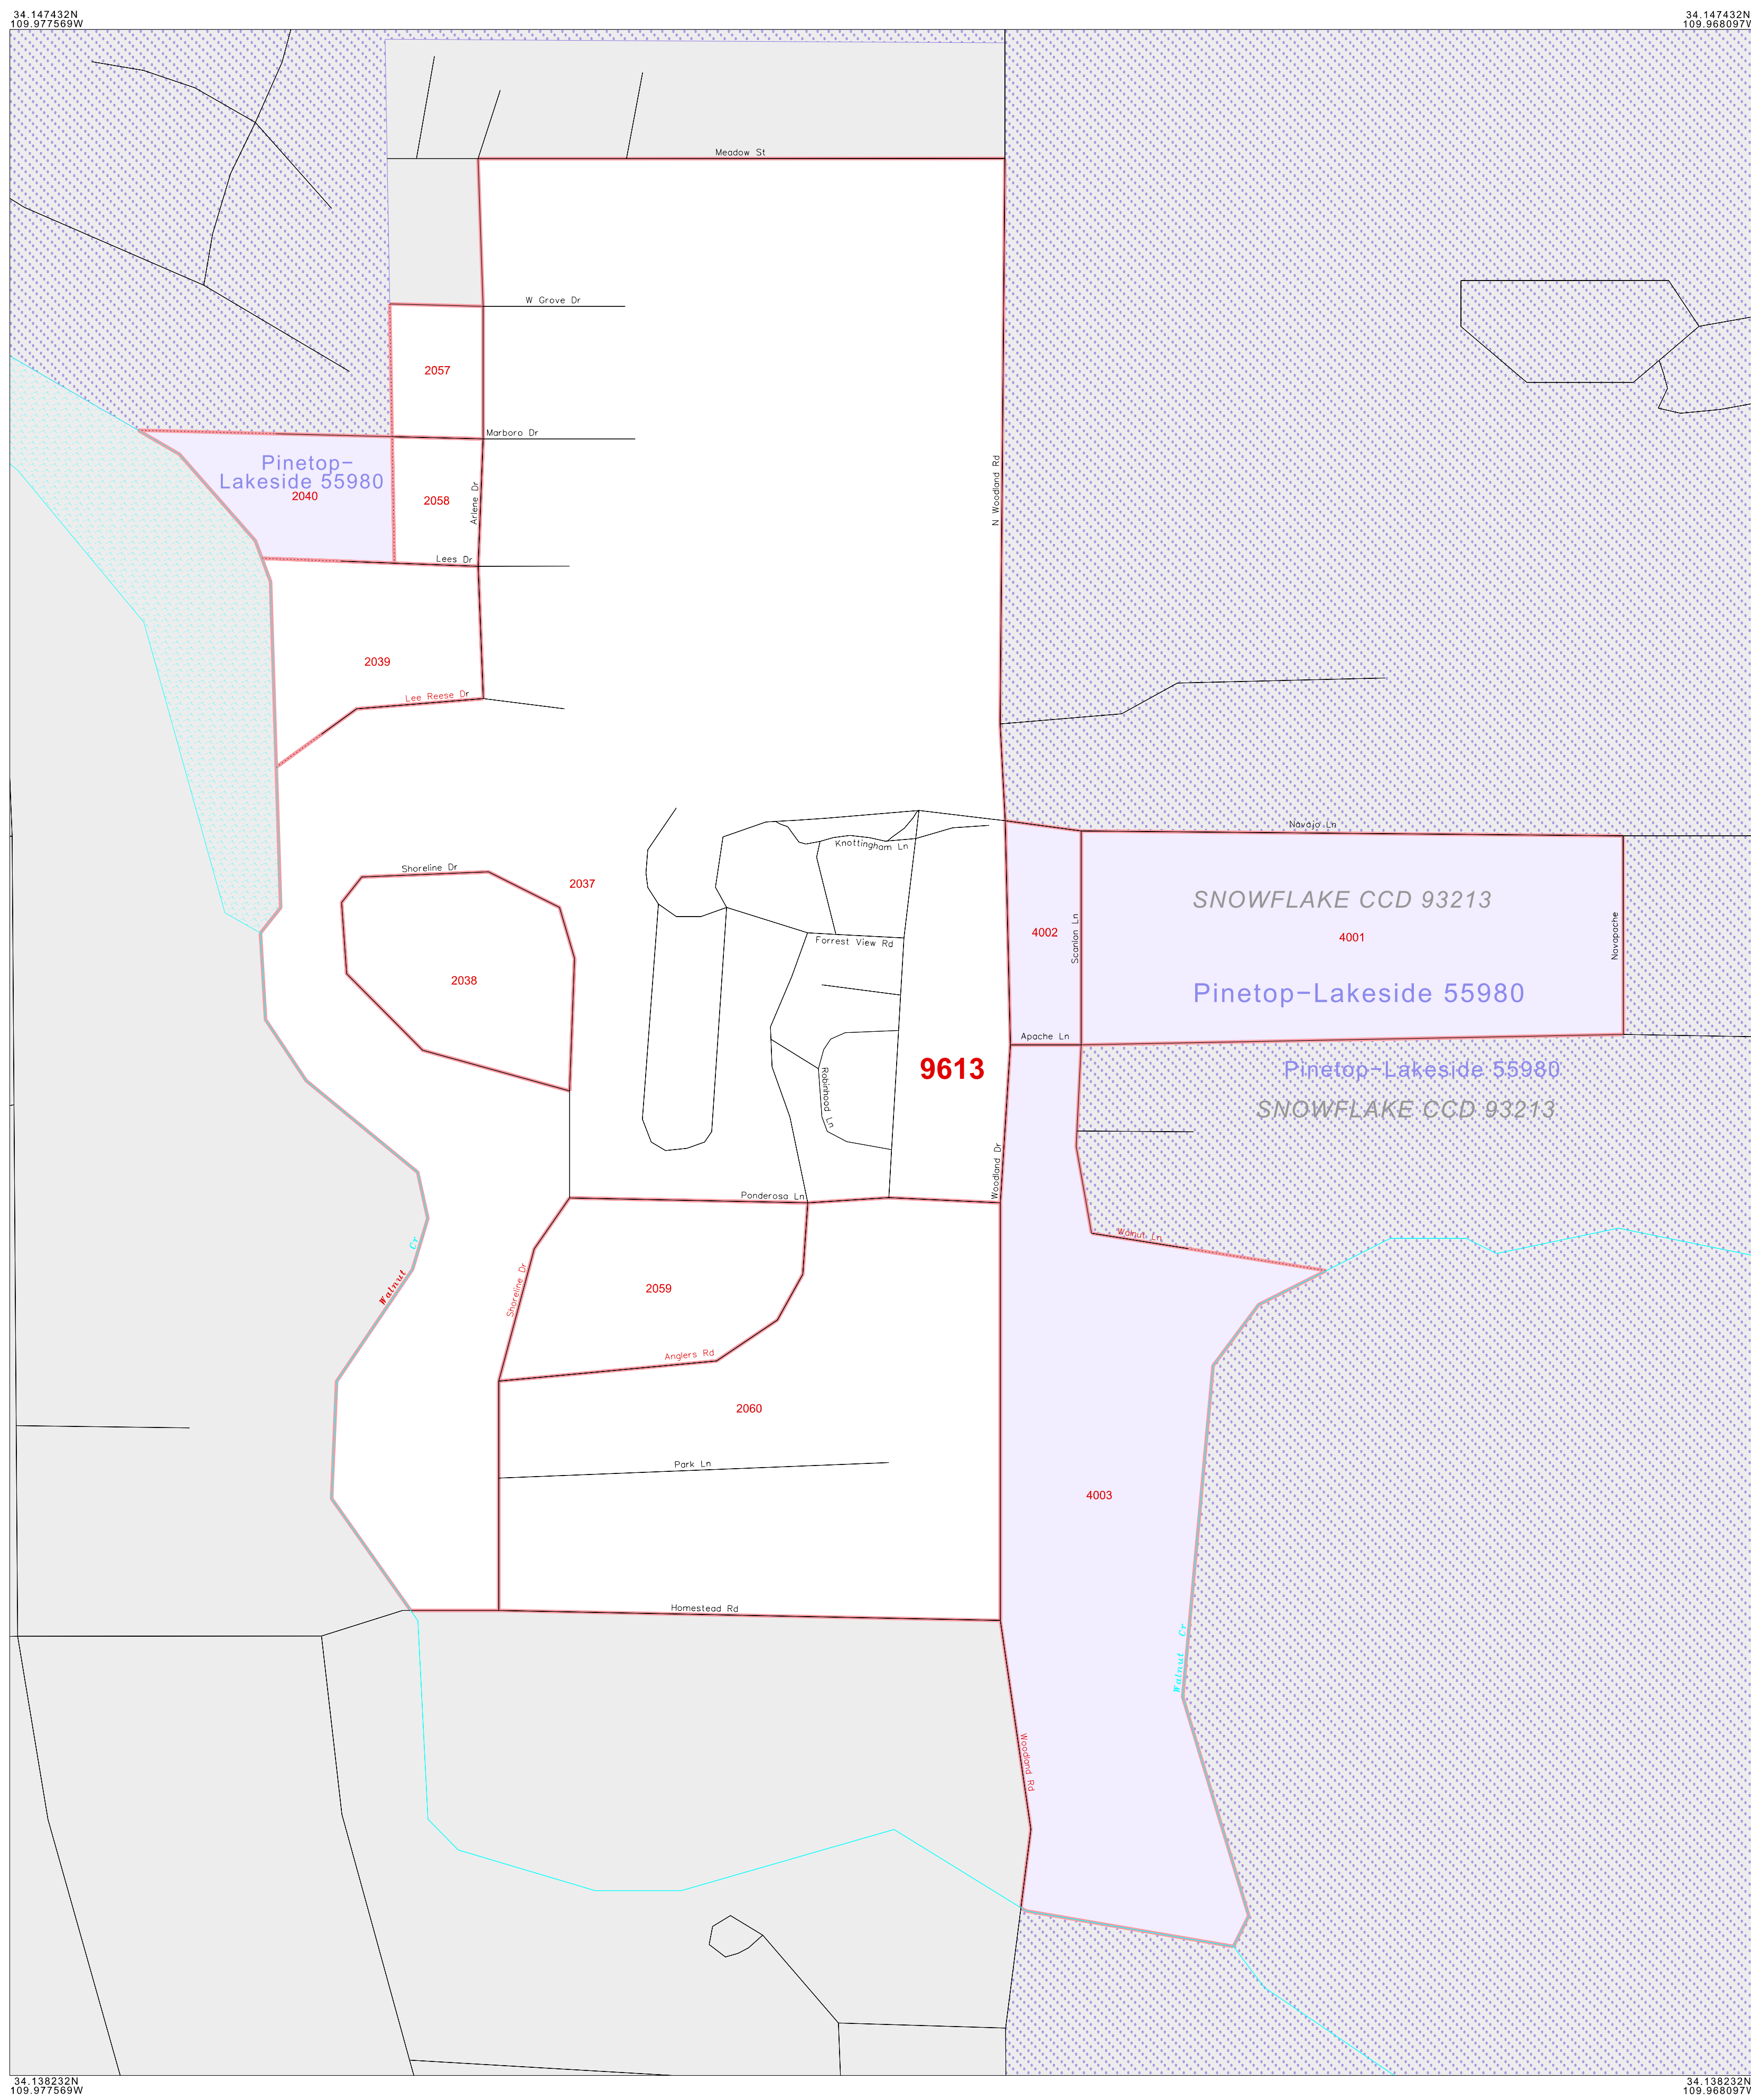 34.147432N
109.977569W
34.147432N
109.968097W
Meadow St
W Grove Dr
2057
Marboro Dr
Pinetop-
Lakeside 55980
2040
2058
Arlene Dr
N Woodland Rd
Lees Dr
2039
Lee Reese Dr
Navajo Ln
Knottingham Ln
Shoreline Dr
2037
SNOWFLAKE CCD 93213
4002
Scanlan Ln
4001
Navapache
Forrest View Rd
2038
Pinetop-Lakeside 55980
Apache Ln
9613
Robinhood Ln
Pinetop-Lakeside 55980
SNOWFLAKE CCD 93213
Woodland Dr
Ponderosa Ln
Walnut Ln
Walnut Cr
Shoreline Dr
2059
Anglers Rd
2060
Park Ln
4003
Homestead Rd
Walnut Cr
Woodland Rd
34.138232N
109.977569W
34.138232N
109.968097W